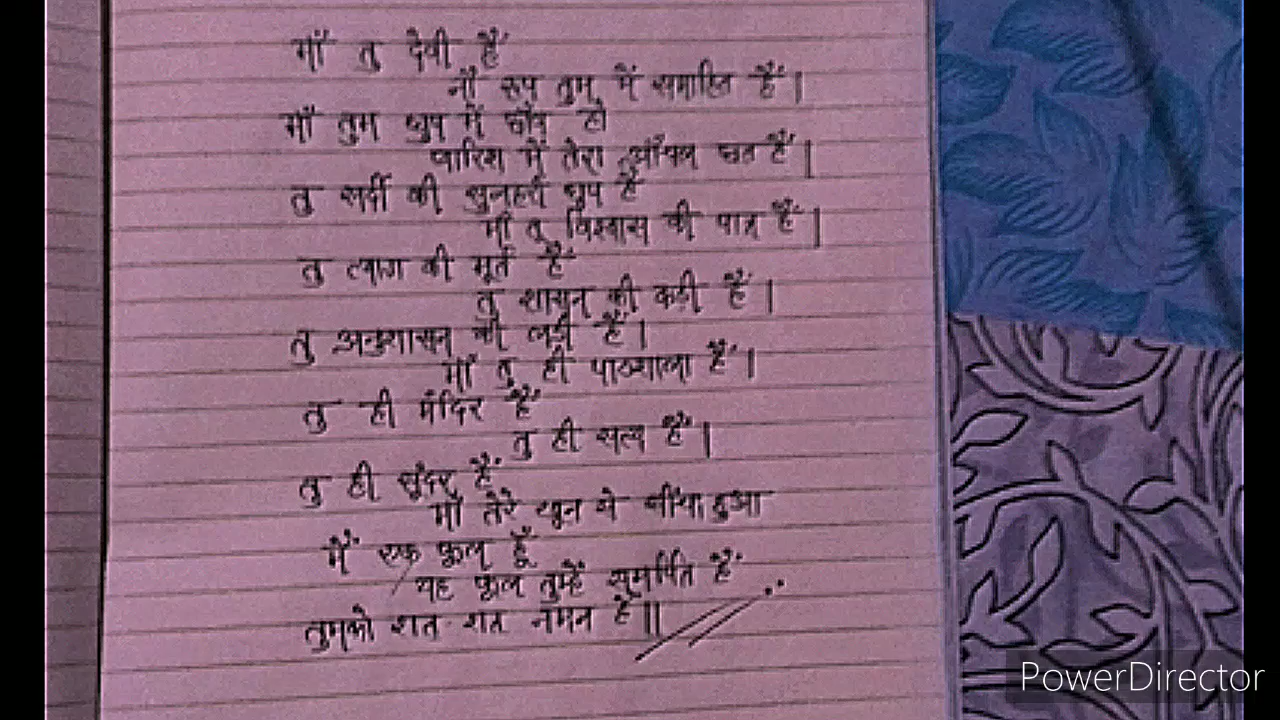 माँ तु देवी हैं
नौ रुप तुम में समाहित हैं |
माँ तुम धुप में छाँव हो
बारिश में तेरा आँचल छत हैं |
तु सर्दी की सुनहरी धुप हैं
माँ तु विश्वास की पात्र हैं |
तु त्याग की मूर्त हैं
तु शासन की कड़ी हैं |
तु अनुशासन की लड़ी हैं |
माँ तु ही पाठशाला हैं |
तु ही मंदिर हैं
तु ही सत्य हैं |
तु ही सुंदर हैं
माँ तेरे खून से सींचा हुआ
मैं एक फूल हूँ
यह फूल तुम्हें समर्पित हैं
तुमको शत शत नमन हैं ||
PowerDirector